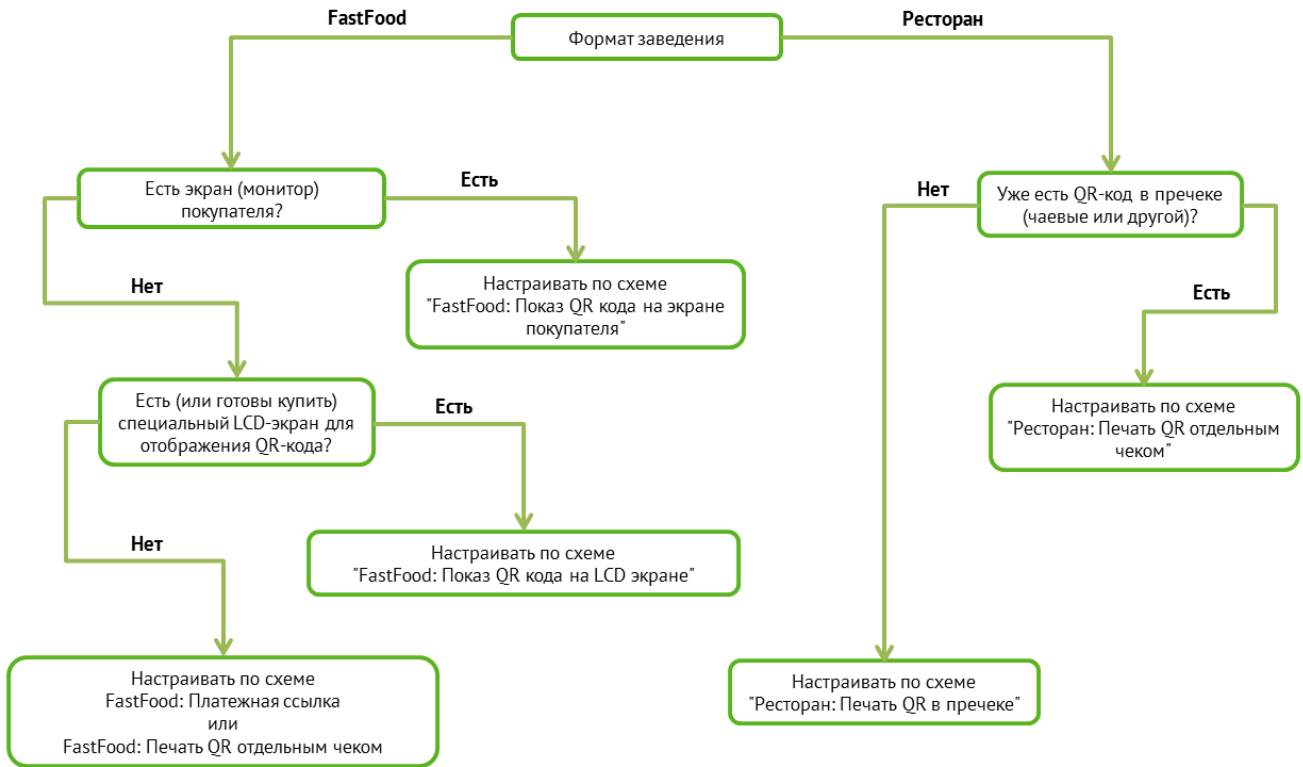 FastFood
Формат заведения
Ресторан
Есть экран (монитор)
покупателя?
Есть
Нет
Уже есть QR-код в пречеке
(чаевые или другой)?
Настраивать по схеме
"FastFood: Показ QR кода на экране
покупателя"
Нет
Есть
Есть (или готовы купить)
специальный LCD-экран для
отображения QR-кода?
Есть
Настраивать по схеме
"Ресторан: Печать QR отдельным
чеком"
Нет
Настраивать по схеме
"FastFood: Показ QR кода на LCD экране"
Настраивать по схеме
FastFood: Платежная ссылка
или
FastFood: Печать QR отдельным чеком
Настраивать по схеме
"Ресторан: Печать QR в пречеке"